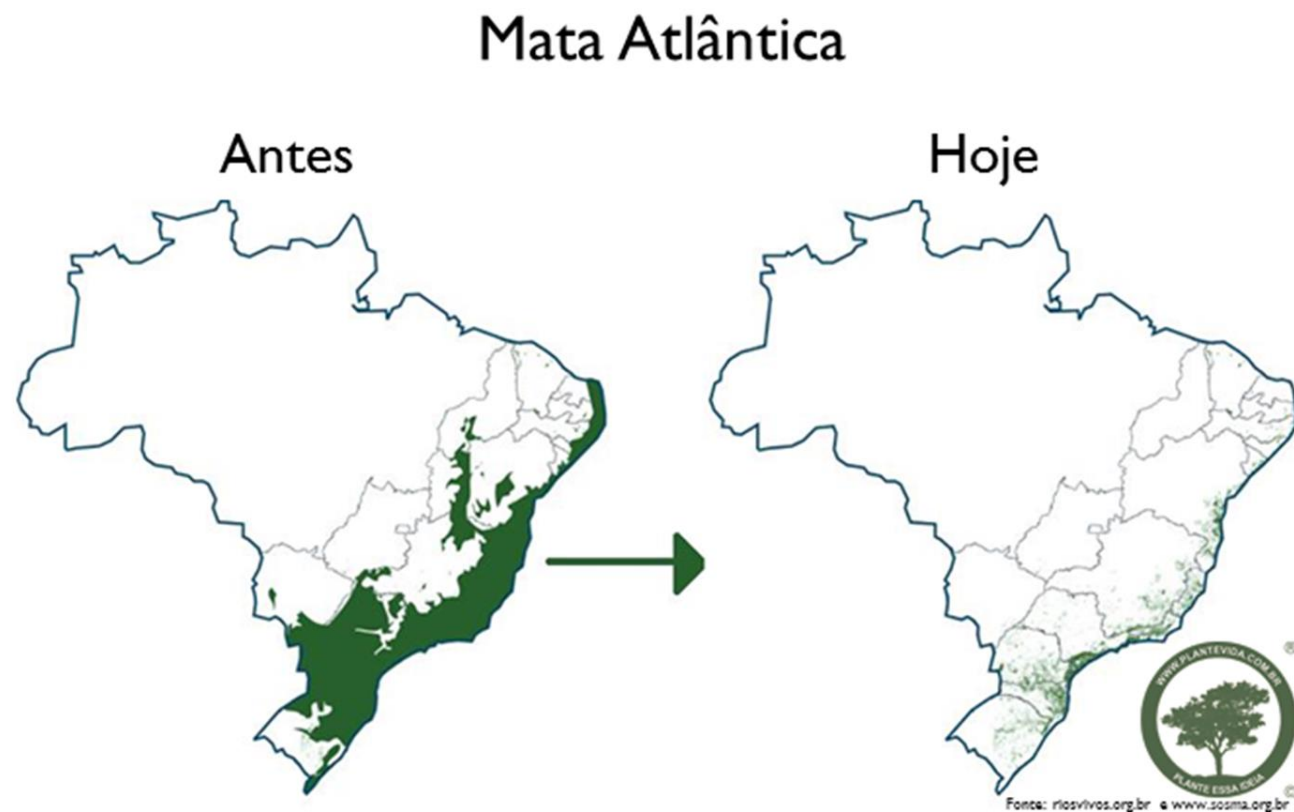 Mata Atlântica
Antes
Hoje
WWW.PLANTEVIDA.COM.BR
®
PLANTE ESSA IDEIA
©
Fonte: riosvivos.org.br e www.sosma.org.br